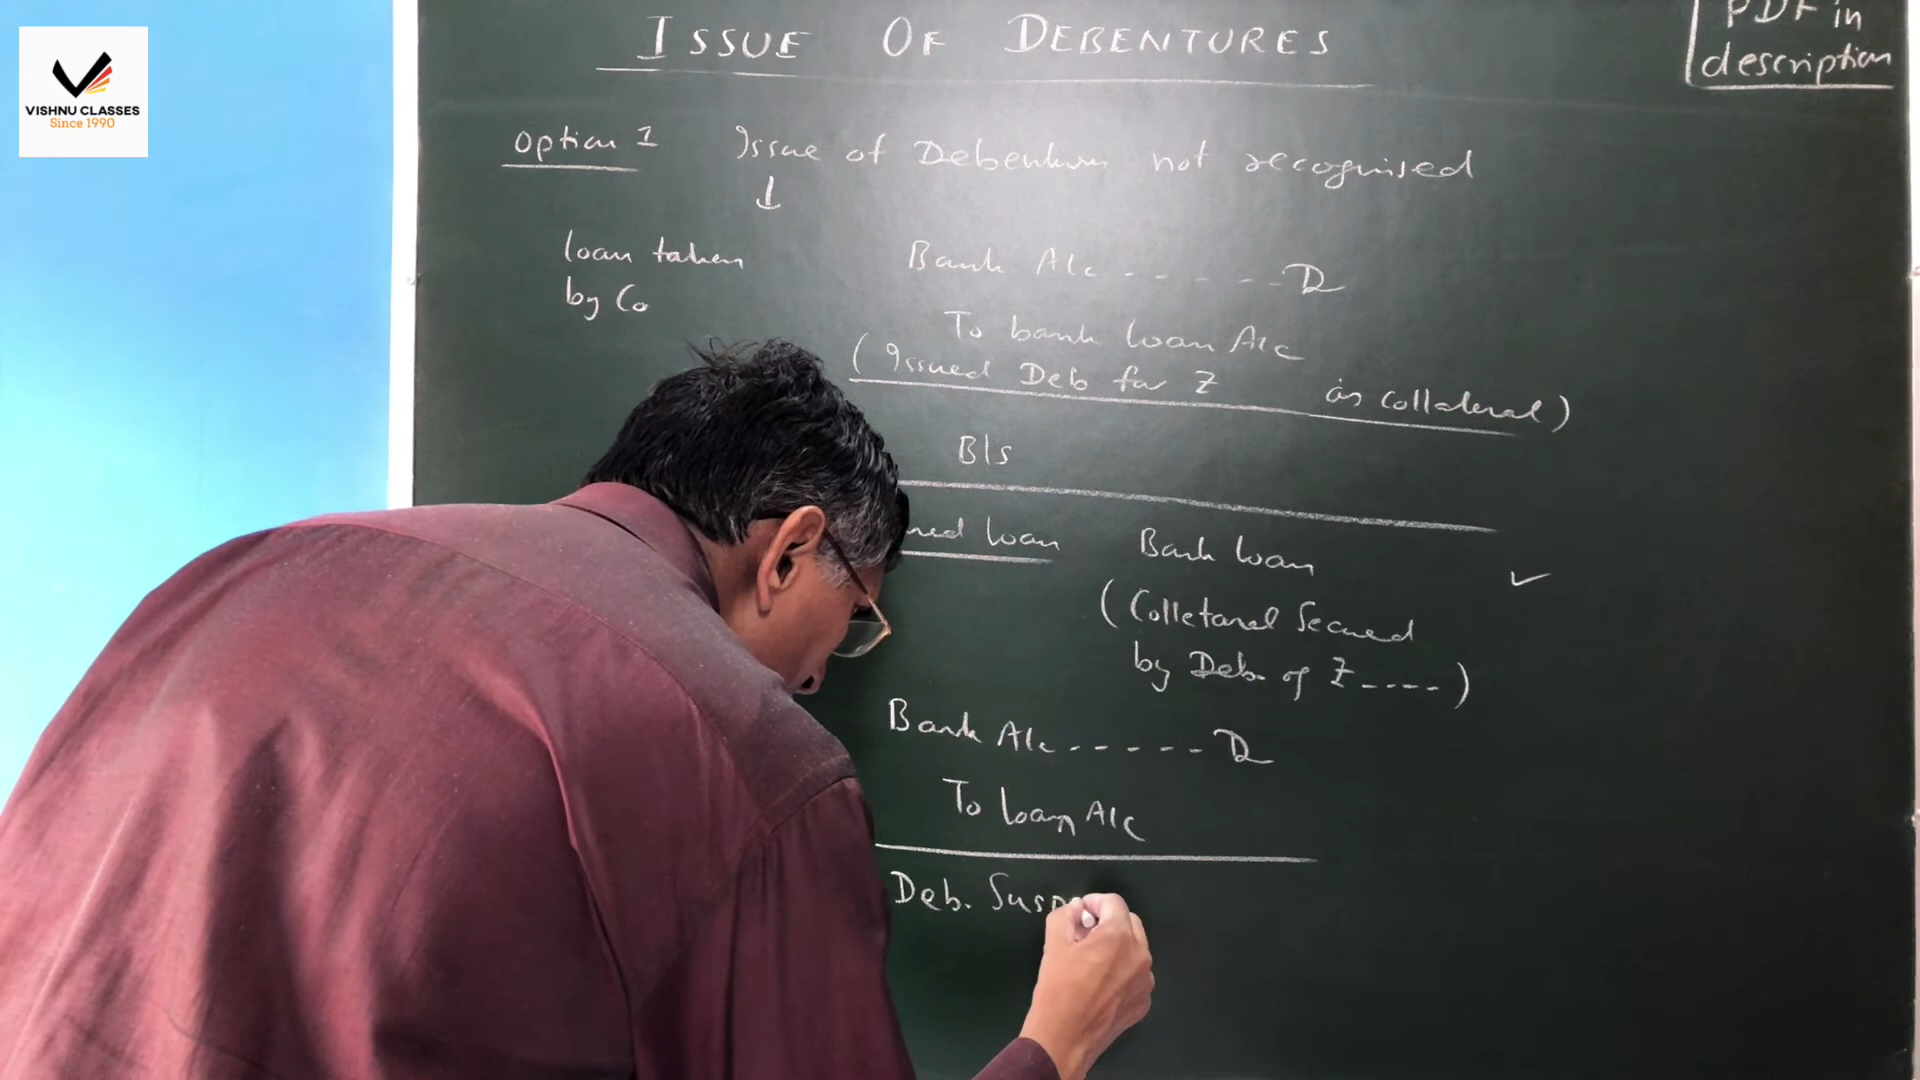 VISHNU CLASSES
Since 1990
ISSUE OF DEBENTURES
PDF in
description
Option 1 Issue of Debentures not recognised
loan taken
by Co
Bank A/c ------ Dr
To bank loan A/c
(Issued Deb for ₹ as collateral)
B/S
loan
Bank loan
(Colletaral Secured
by Deb. of ₹ ----)
Bank A/c ------ Dr
To loan A/c
Deb. Susp